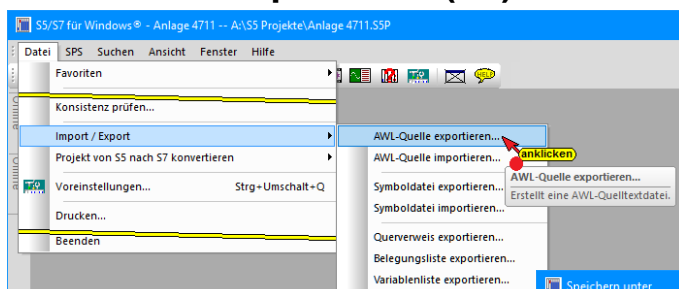 S5/S7 für Windows® - Anlage 4711 -- A:\S5 Projekte\Anlage 4711.S5P
Datei SPS Suchen Ansicht Fenster Hilfe
Favoriten
HELP
Konsistenz prüfen...
Import / Export
AWL-Quelle exportieren...
anklicken
Projekt von S5 nach S7 konvertieren
AWL-Quelle importieren...
AWL-Quelle exportieren...
Erstellt eine AWL-Quelltextdatei.
Voreinstellungen... Strg+Umschalt+Q
Symboldatei exportieren...
Symboldatei importieren...
Drucken...
Beenden
Querverweis exportieren...
Belegungsliste exportieren...
Variablenliste exportieren...
Speichern unter